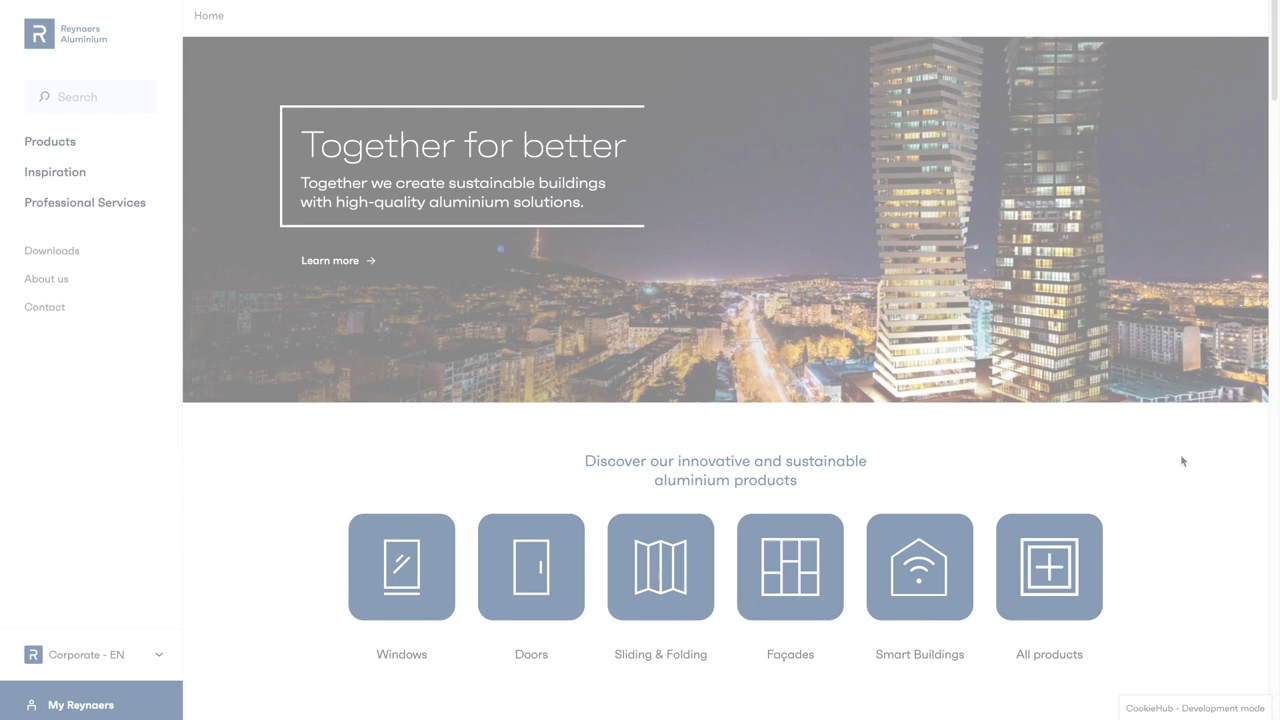 Reynaers
Aluminium
Search
Products
Inspiration
Professional Services
Downloads
About us
Contact
Corporate - EN
My Reynaers
Home
Together for better
Together we create sustainable buildings
with high-quality aluminium solutions.
Learn more
Discover our innovative and sustainable
aluminium products
Windows
Doors
Sliding & Folding
Façades
Smart Buildings
All products
CookieHub - Development mode